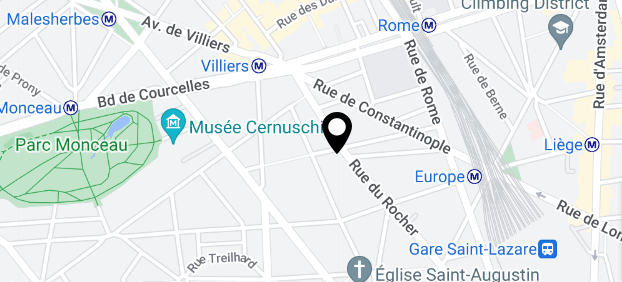 Malesherbes M
Av. de Villiers
Rue des Du
Rome M
Climbing District
Villiers M
Rue de Rome
Rue d'Amsterdam
de Prony
Bd de Courcelles
Rue de Constantinople
Rue de Berne
Monceau M
Parc Monceau
Musée Cernuschi
Liège M
Europe M
Rue du Rocher
Rue de Lon
Gare Saint-Lazare
Rue Treilhard
Église Saint-Augustin